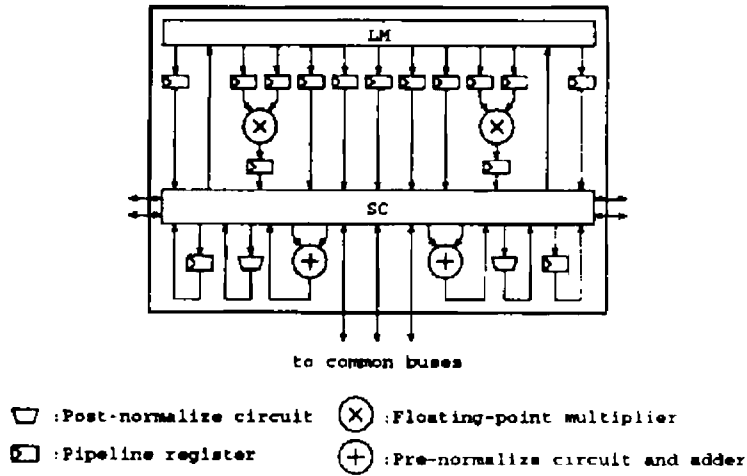 LM
SC
to common buses
:Post-normalize circuit
:Floating-point multiplier
:Pipeline register
:Pre-normalize circuit and adder